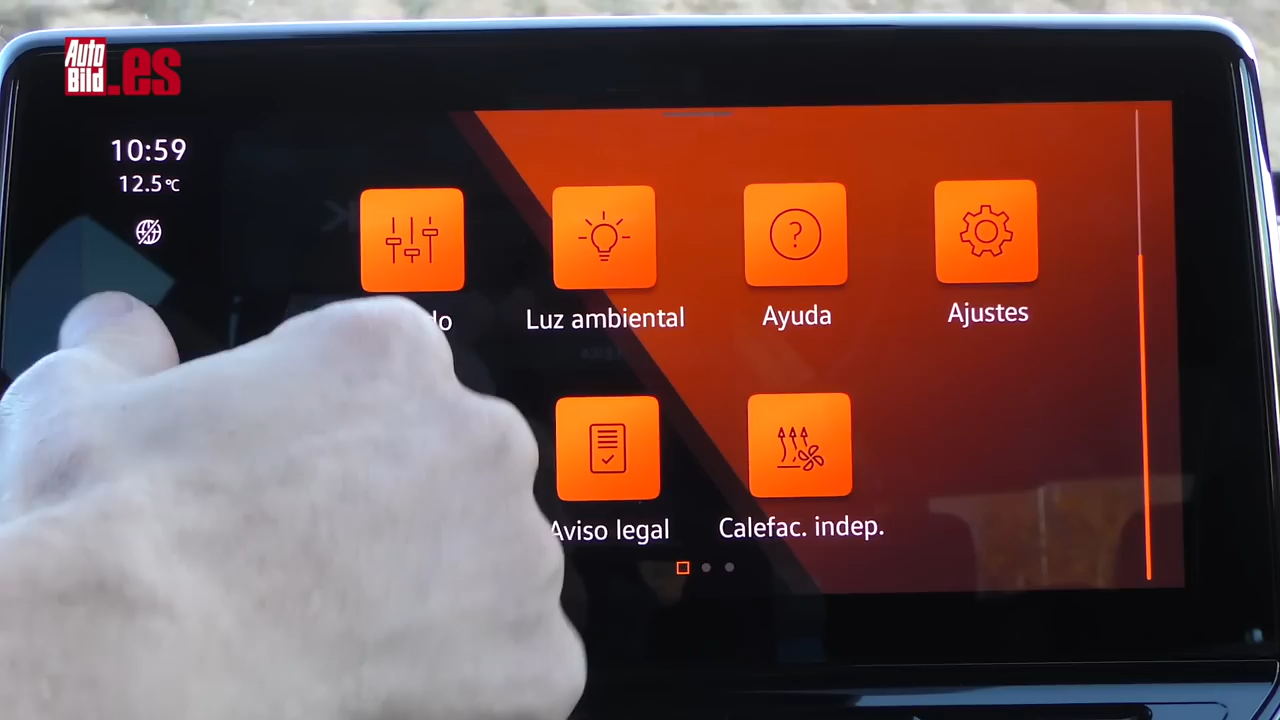 Auto
Bild.es
10:59
12.5°C
Luz ambiental
Ayuda
Ajustes
Aviso legal
Calefac. indep.